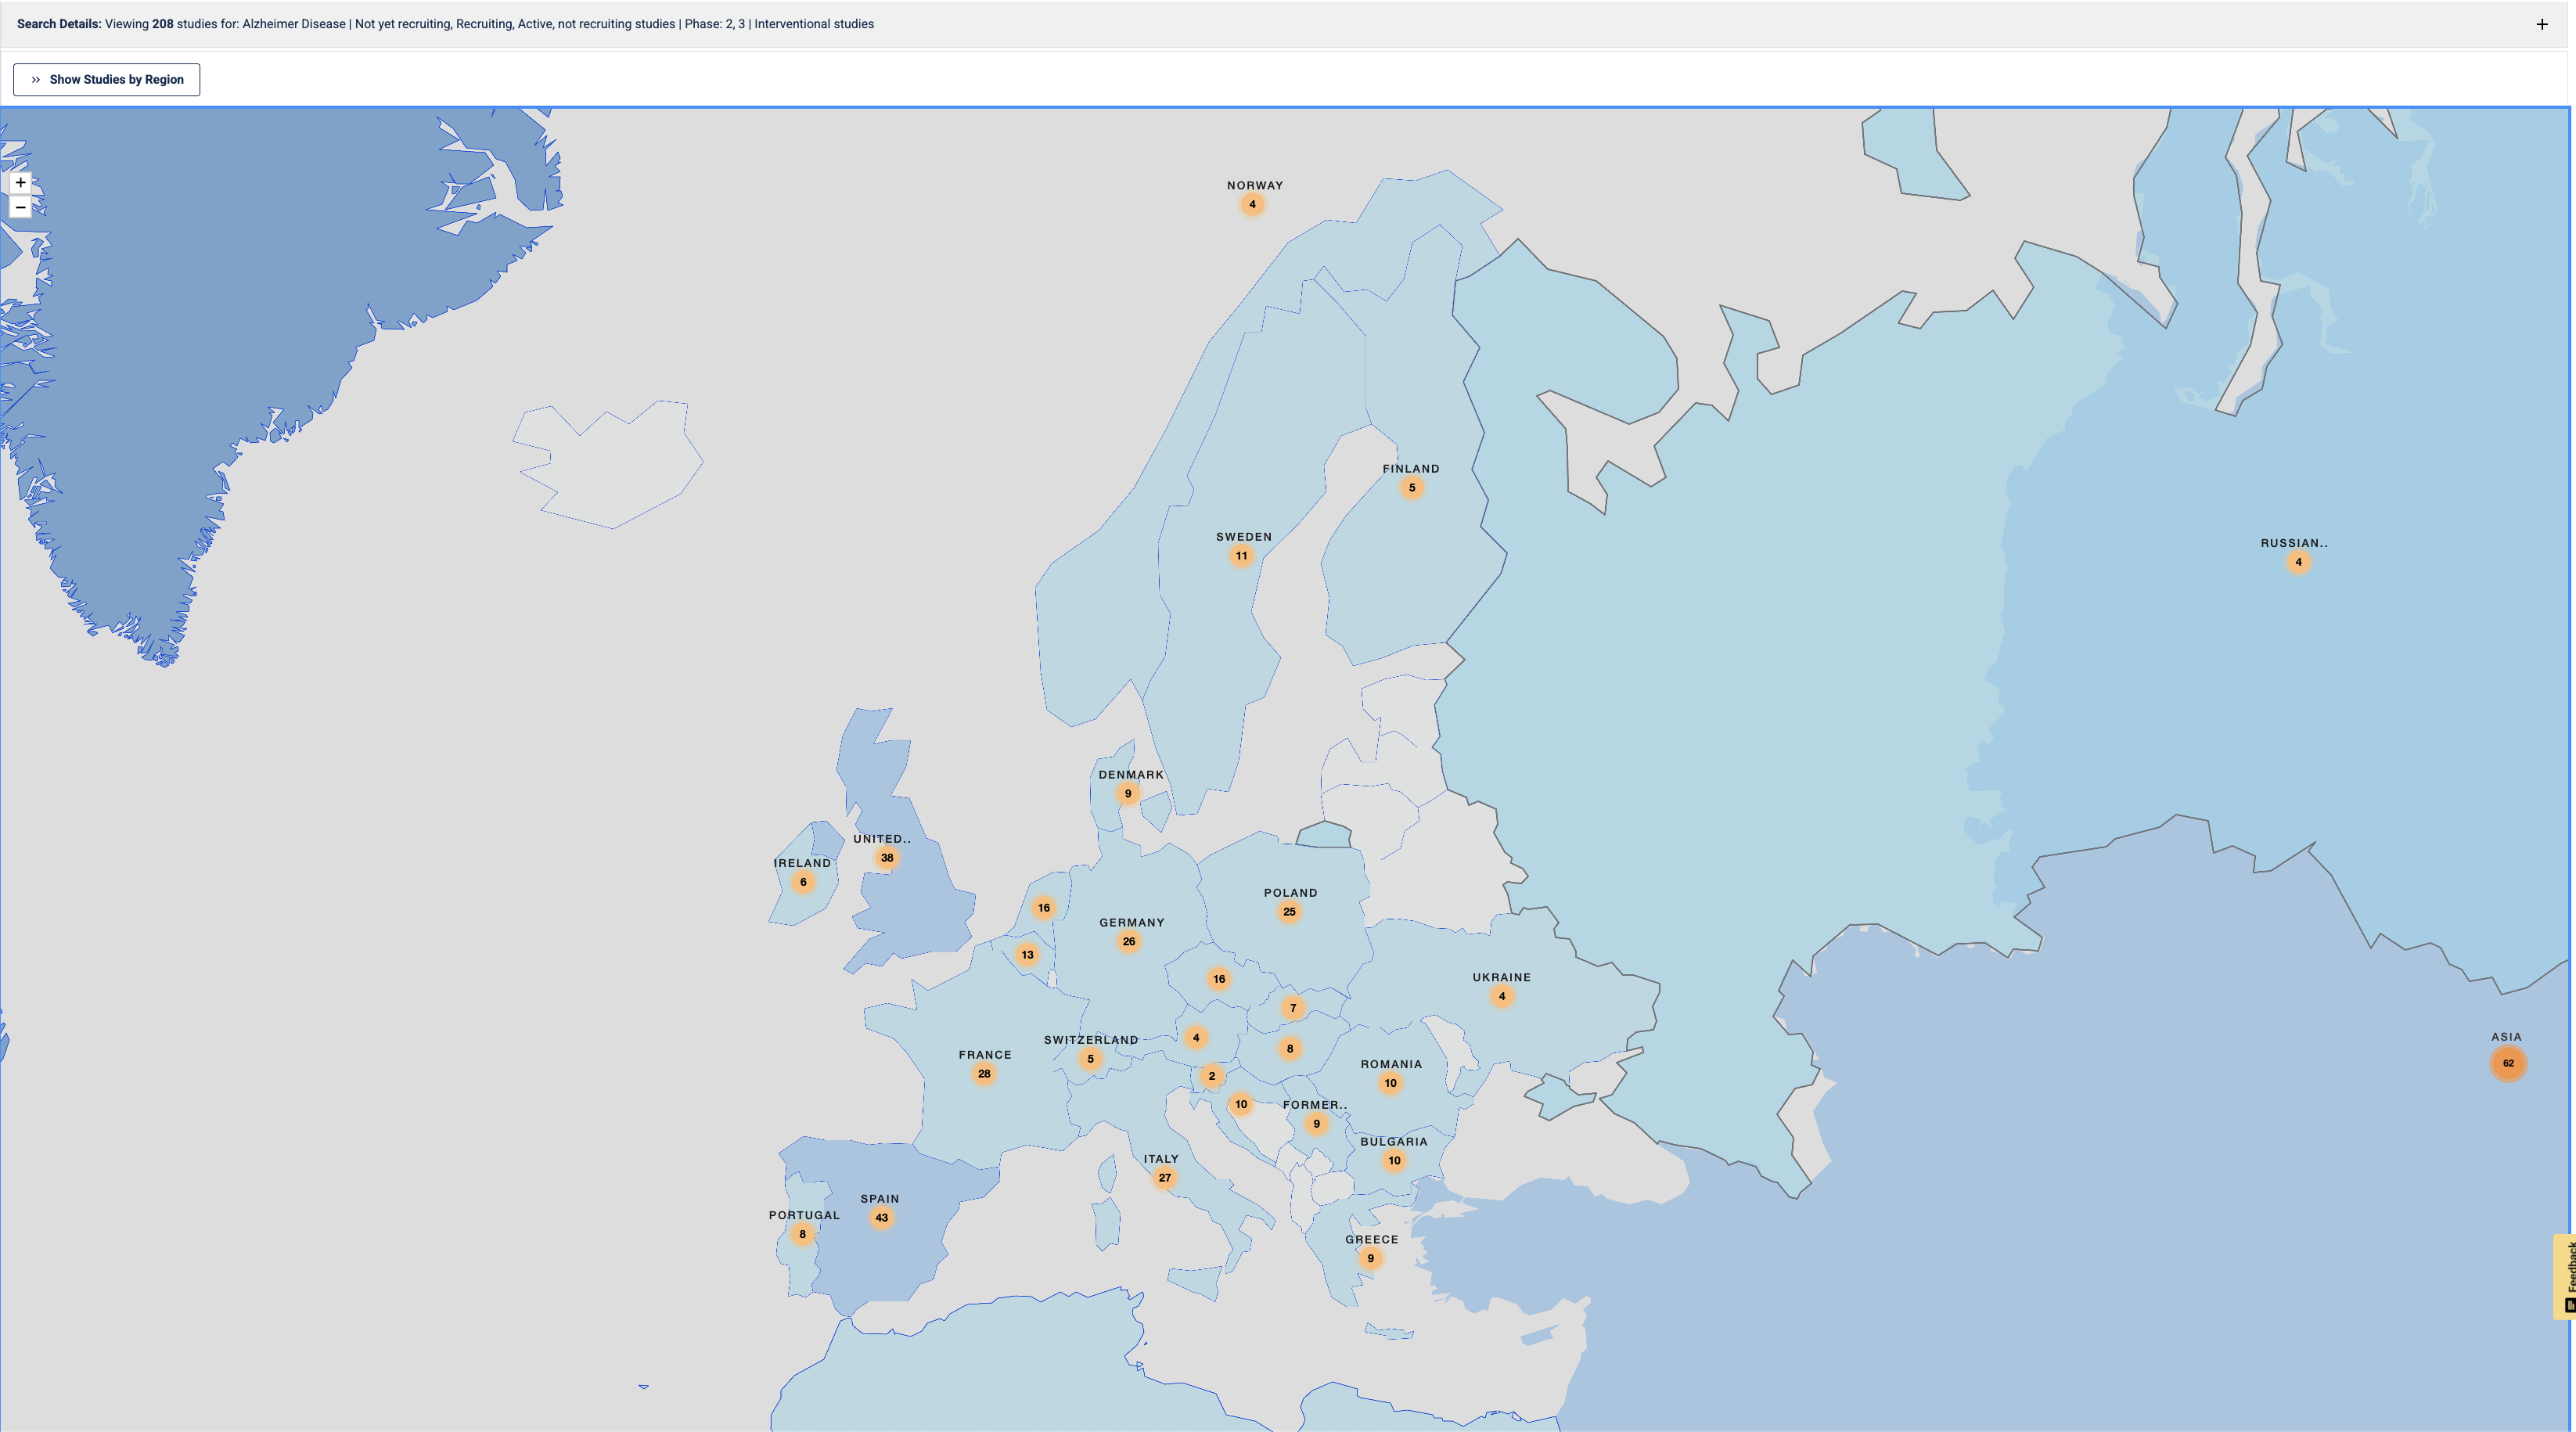 Search Details: Viewing 208 studies for: Alzheimer Disease | Not yet recruiting, Recruiting, Active, not recruiting studies | Phase: 2, 3 | Interventional studies
+
>> Show Studies by Region
+
−
NORWAY
4
FINLAND
5
SWEDEN
11
RUSSIAN..
4
DENMARK
9
UNITED..
38
IRELAND
6
16
POLAND
25
GERMANY
26
13
16
UKRAINE
4
7
4
8
SWITZERLAND
5
FRANCE
28
ASIA
62
2
ROMANIA
10
10
FORMER..
9
BULGARIA
10
ITALY
27
SPAIN
43
PORTUGAL
8
GREECE
9
Feedback